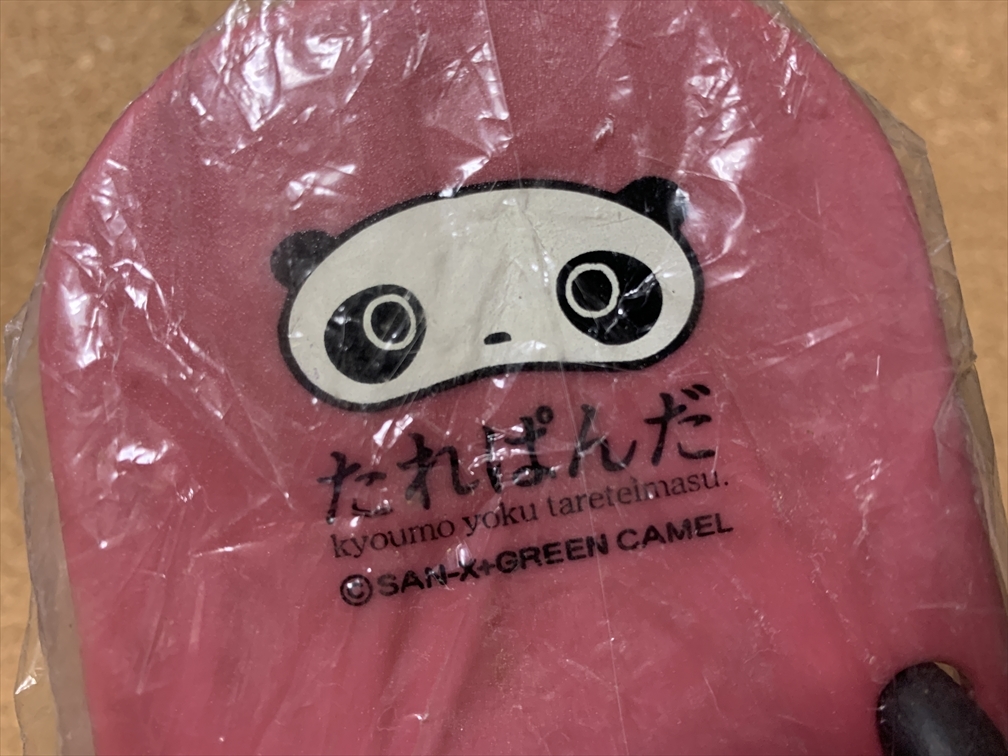 たれぱんだ
kyoumo yoku tareteimasu.
©SAN-X+GREEN CAMEL